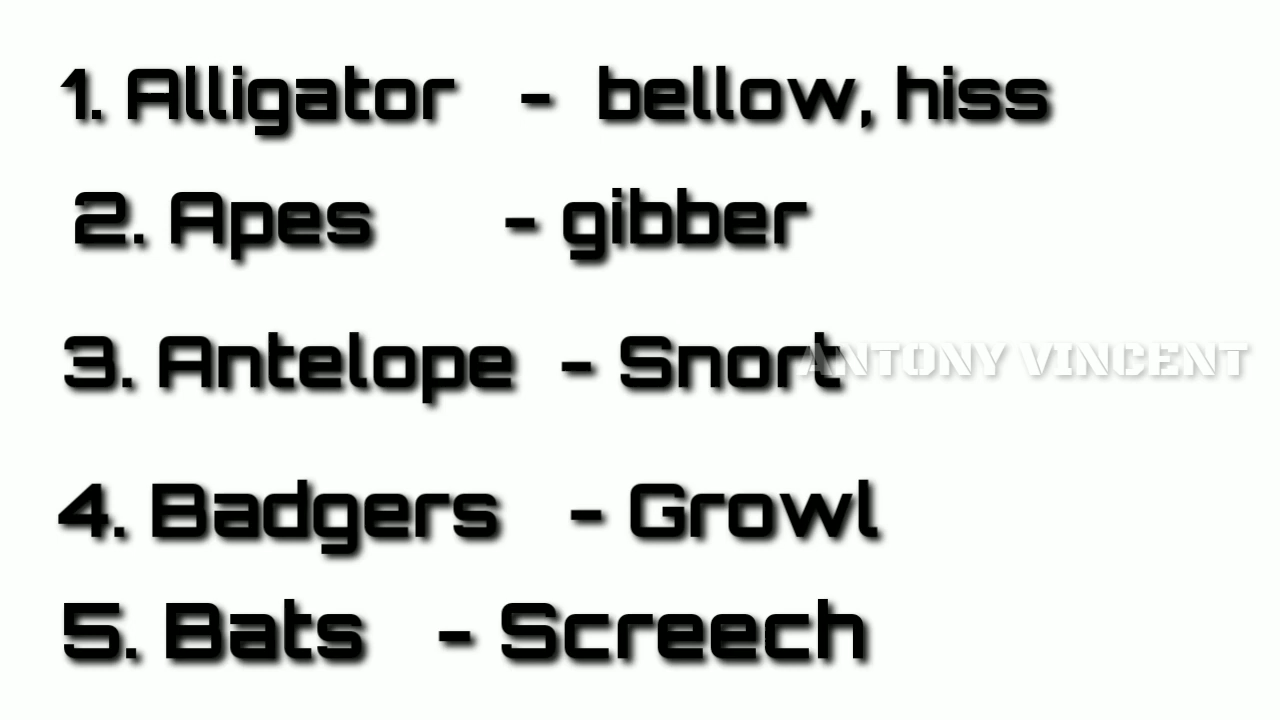 1. Alligator - bellow, hiss
2. Apes - gibber
3. Antelope - Snort
ANTONY VINCENT
4. Badgers - Growl
5. Bats - Screech